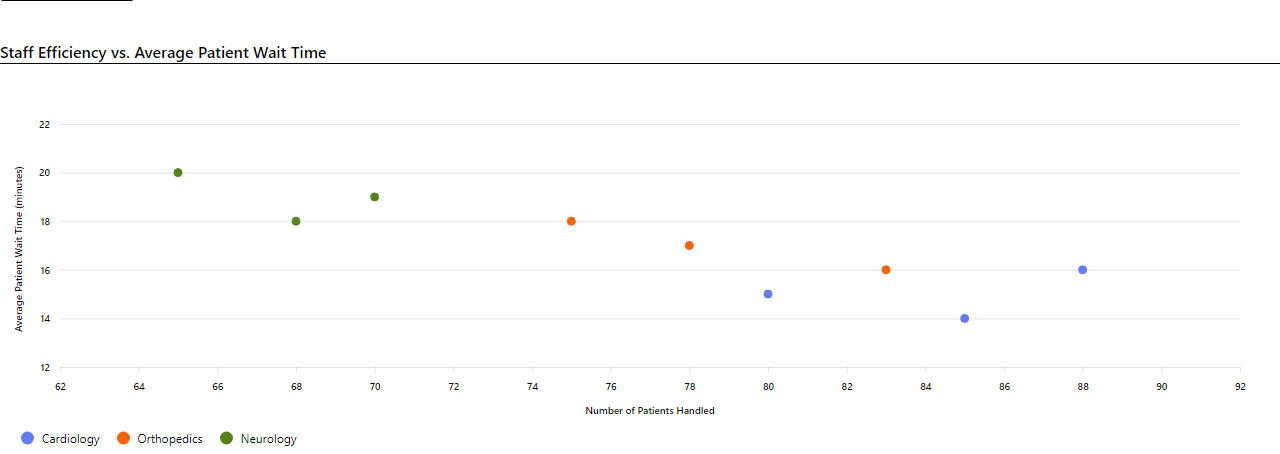 Staff Efficiency vs. Average Patient Wait Time
22
20
18
16
14
12
Average Patient Wait Time (minutes)
62 64 66 68 70 72 74 76 78 80 82 84 86 88 90 92
Number of Patients Handled
Cardiology Orthopedics Neurology